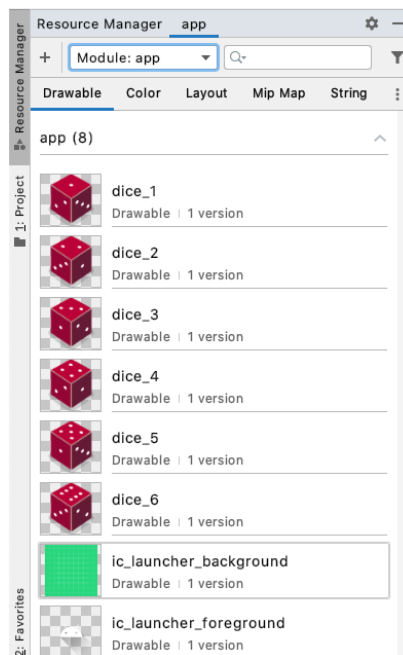 Resource Manager app
Module: app
Drawable Color Layout Mip Map String
app (8)
dice_1
Drawable | 1 version
dice_2
Drawable | 1 version
dice_3
Drawable | 1 version
dice_4
Drawable | 1 version
dice_5
Drawable | 1 version
dice_6
Drawable | 1 version
ic_launcher_background
Drawable | 1 version
ic_launcher_foreground
Drawable | 1 version
Resource Manager
1: Project
2: Favorites